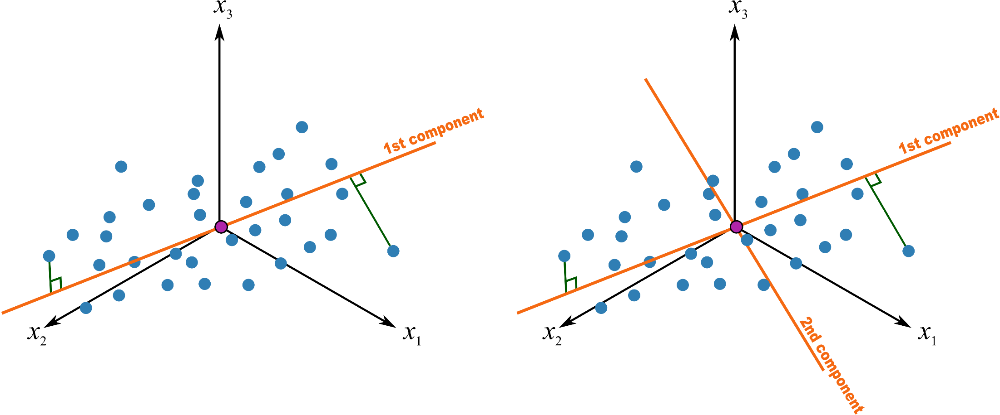 x3
1st component
x2
x1
x3
1st component
x2
x1
2nd component